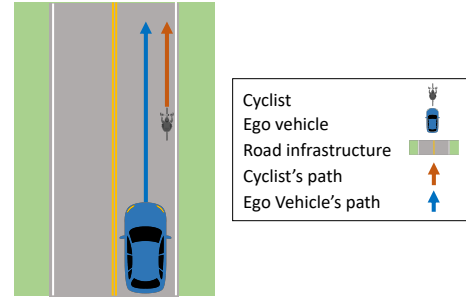 Cyclist
Ego vehicle
Road infrastructure
Cyclist's path
Ego Vehicle's path